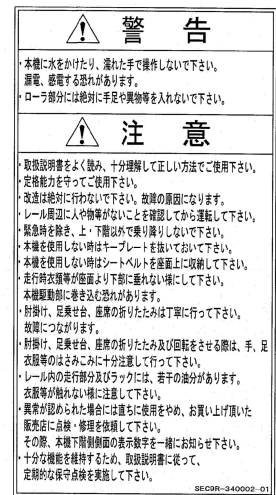 警告
・本機に水をかけたり、濡れた手で操作しないで下さい。
漏電、感電する恐れがあります。
・ローラ部分には絶対に手足や異物等を入れないで下さい。
注意
・取扱説明書をよく読み、十分理解して正しい方法でご使用下さい。
・定格能力を守ってご使用下さい。
・改造は絶対に行わないで下さい。故障の原因になります。
・レール周辺に人や物等がないことを確認してから運転して下さい。
・緊急時を除き、上・下階以外で乗り降りしないで下さい。
・本機を使用しない時はキープレートを抜いておいて下さい。
・本機を使用しない時はシートベルトを座面上に収納して下さい。
・走行時衣類等が座面より下部に垂れない様にして下さい。
本機駆動部に巻き込む恐れがあります。
・肘掛け、足乗せ台、座席の折りたたみは丁寧に行って下さい。
故障につながります。
・肘掛け、足乗せ台、座席の折りたたみ及び回転をさせる際は、手、足
衣服等のはさみこみに十分注意して行って下さい。
・レール内の走行部分及びラックには、若干の油分があります。
衣服等が触れない様に注意して下さい。
・異常が認められた場合には直ちに使用をやめ、お買い上げ頂いた
販売店に点検・修理を依頼して下さい。
その際、本機下階側側面の表示数字を一緒にお知らせ下さい。
・十分な機能を維持するため、取扱説明書に従って、
定期的な保守点検を実施して下さい。
SEC9R-340002-01